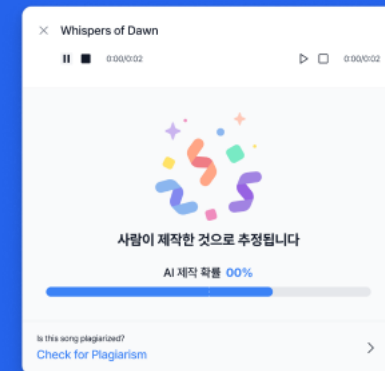 Whispers of Dawn
0:00/0:02 0:00/0:02
사람이 제작한 것으로 추정됩니다
AI 제작 확률 00%
Is this song plagiarized?
Check for Plagiarism